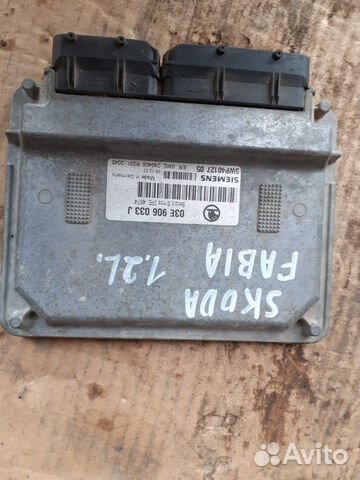 SIEMENS
5WP40127 05
Made in Germany
03E 906 033 J
SKODA
FABIA
1.2L.
Avito